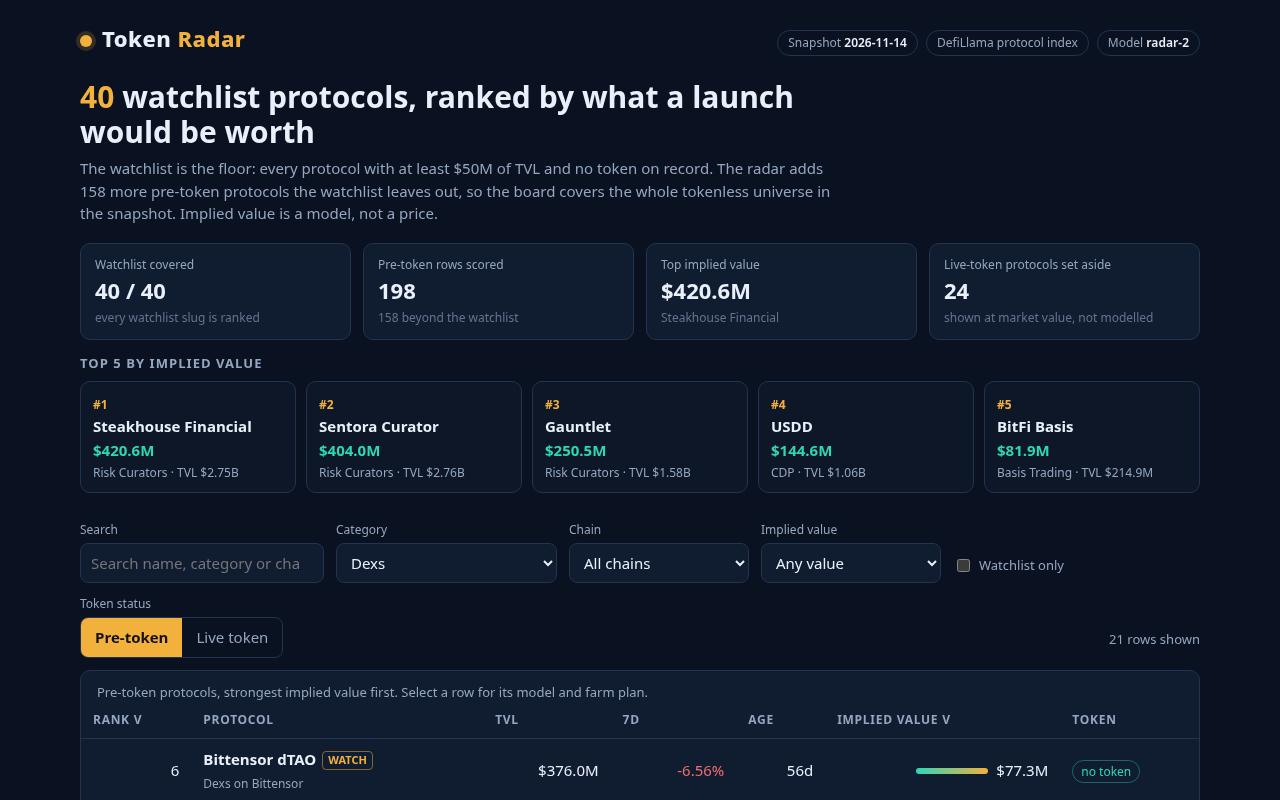 Token Radar
Snapshot 2026-11-14
DefiLlama protocol index
Model radar-2
40 watchlist protocols, ranked by what a launch
would be worth
The watchlist is the floor: every protocol with at least $50M of TVL and no token on record. The radar adds
158 more pre-token protocols the watchlist leaves out, so the board covers the whole tokenless universe in
the snapshot. Implied value is a model, not a price.
Watchlist covered
40 / 40
every watchlist slug is ranked
Pre-token rows scored
198
158 beyond the watchlist
Top implied value
$420.6M
Steakhouse Financial
Live-token protocols set aside
24
shown at market value, not modelled
TOP 5 BY IMPLIED VALUE
#1
Steakhouse Financial
$420.6M
Risk Curators · TVL $2.75B
#2
Sentora Curator
$404.0M
Risk Curators · TVL $2.76B
#3
Gauntlet
$250.5M
Risk Curators · TVL $1.58B
#4
USDD
$144.6M
CDP · TVL $1.06B
#5
BitFi Basis
$81.9M
Basis Trading · TVL $214.9M
Search
Search name, category or cha
Category
Dexs
Chain
All chains
Implied value
Any value
Watchlist only
Token status
Pre-token
Live token
21 rows shown
Pre-token protocols, strongest implied value first. Select a row for its model and farm plan.
RANK V PROTOCOL TVL 7D AGE IMPLIED VALUE V TOKEN
6 Bittensor dTAO WATCH $376.0M -6.56% 56d $77.3M no token
Dexs on Bittensor